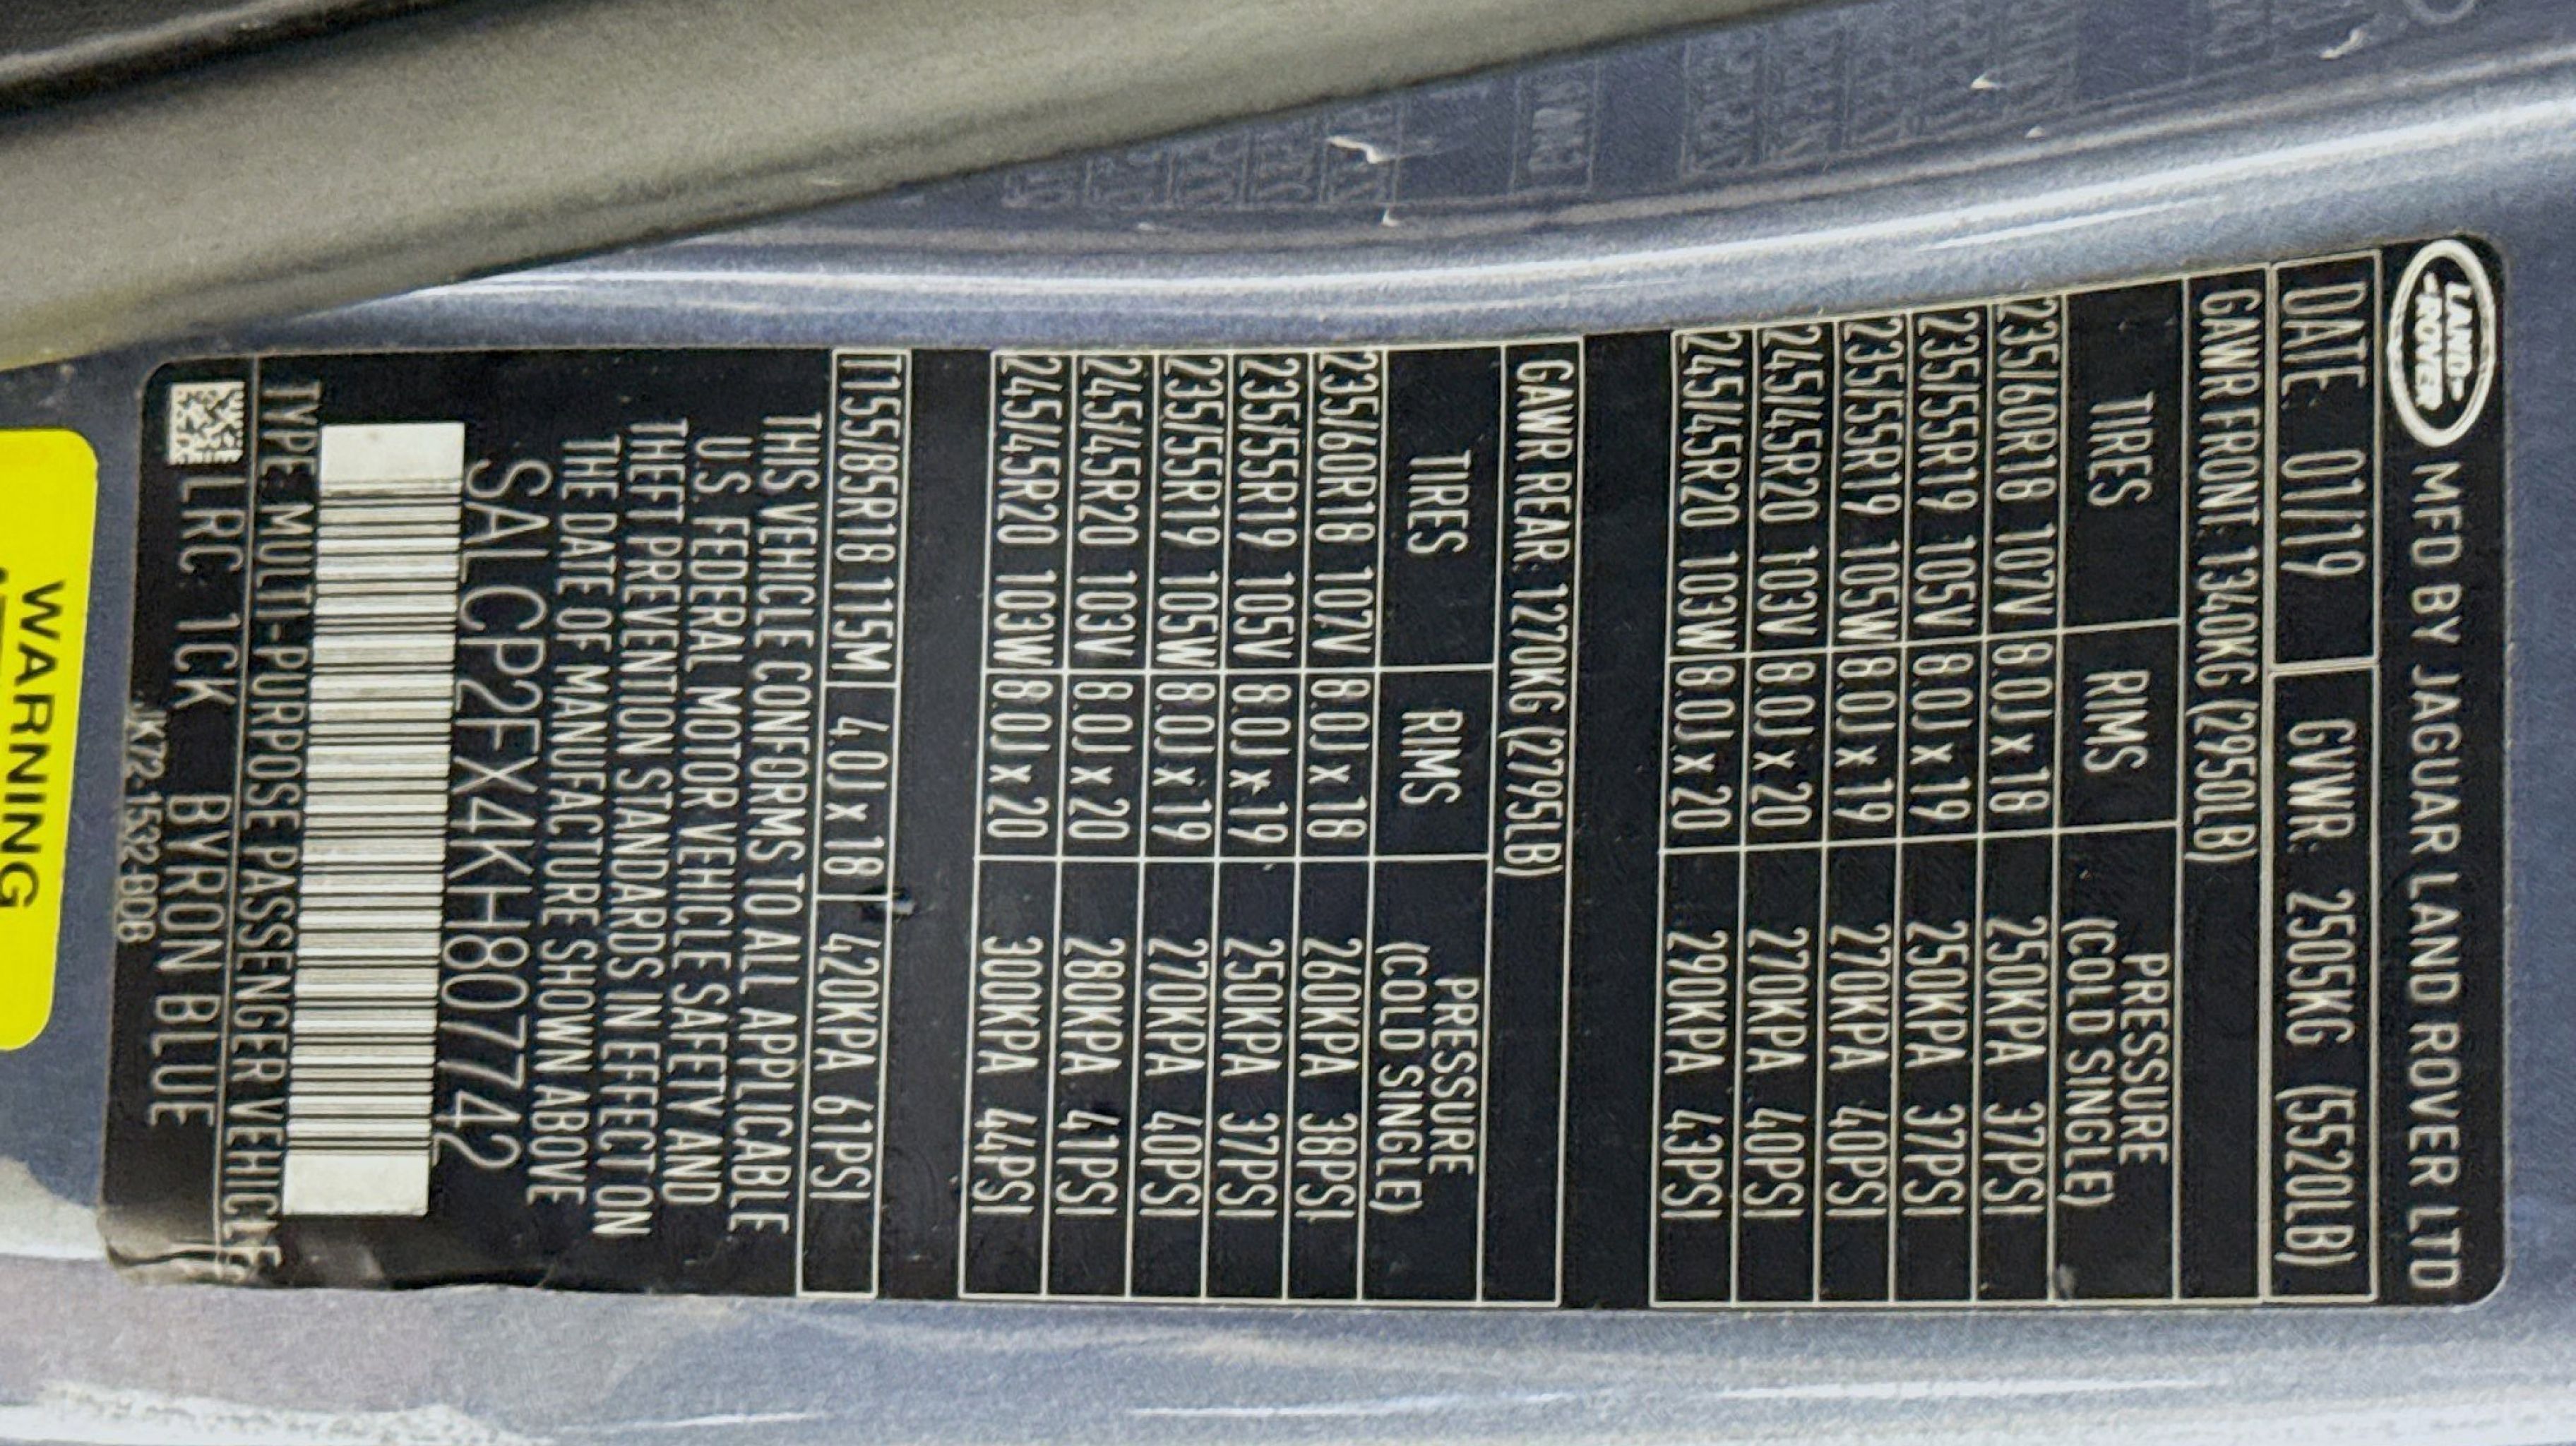 LAND-
-ROVER
MFD BY JAGUAR LAND ROVER LTD
DATE 01/19 GVWR: 2505KG (5520LB)
GAWR FRONT: 1340KG (2950LB)
TIRES RIMS PRESSURE
(COLD SINGLE)
235/60R18 107V 8.0J x 18 250KPA 37PSI
235/55R19 105V 8.0J x 19 250KPA 37PSI
235/55R19 105W 8.0J x 19 270KPA 40PSI
245/45R20 103V 8.0J x 20 270KPA 40PSI
245/45R20 103W 8.0J x 20 290KPA 43PSI
GAWR REAR: 1270KG (2795LB)
TIRES RIMS PRESSURE
(COLD SINGLE)
235/60R18 107V 8.0J x 18 260KPA 38PSI
235/55R19 105V 8.0J x 19 250KPA 37PSI
235/55R19 105W 8.0J x 19 270KPA 40PSI
245/45R20 103V 8.0J x 20 280KPA 41PSI
245/45R20 103W 8.0J x 20 300KPA 44PSI
T155/85R18 115M 4.0J x 18 420KPA 61PSI
THIS VEHICLE CONFORMS TO ALL APPLICABLE
U.S. FEDERAL MOTOR VEHICLE SAFETY AND
THEFT PREVENTION STANDARDS IN EFFECT ON
THE DATE OF MANUFACTURE SHOWN ABOVE
SALCP2FX4KH807742
TYPE MULTI-PURPOSE PASSENGER VEHICLE
LRC 1CK BYRON BLUE
JK72-1532-BDB
WARNING